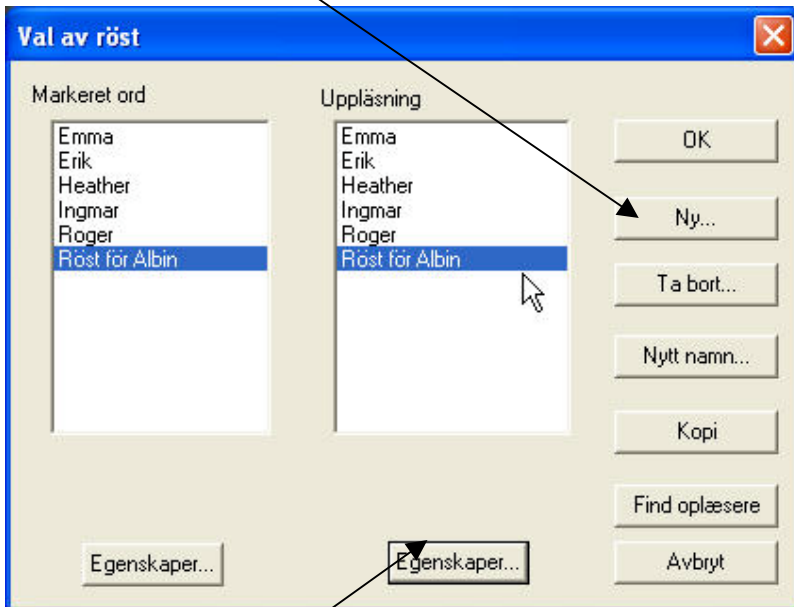 Val av röst
Markeret ord
Emma
Erik
Heather
Ingmar
Roger
Röst för Albin
Egenskaper...
Uppläsning
Emma
Erik
Heather
Ingmar
Roger
Röst för Albin
Egenskaper...
OK
Ny...
Ta bort...
Nytt namn...
Kopi
Find oplæsere
Avbryt